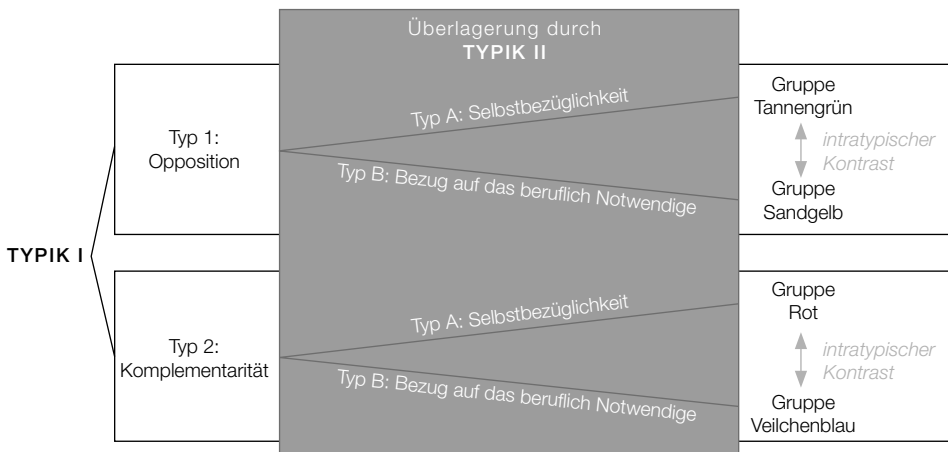 Überlagerung durch
TYPIK II
TYPIK I
Typ 1:
Opposition
Typ A: Selbstbezüglichkeit
Typ B: Bezug auf das beruflich Notwendige
Gruppe
Tannengrün
intratypischer
Kontrast
Gruppe
Sandgelb
Typ 2:
Komplementarität
Typ A: Selbstbezüglichkeit
Typ B: Bezug auf das beruflich Notwendige
Gruppe
Rot
intratypischer
Kontrast
Gruppe
Veilchenblau